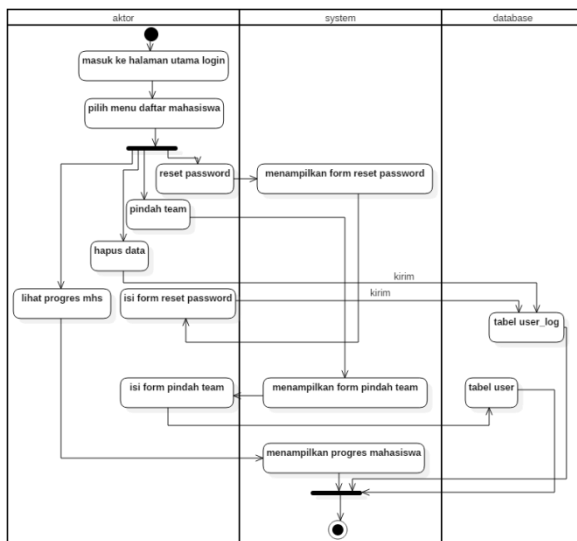 aktor
system
database
masuk ke halaman utama login
pilih menu daftar mahasiswa
reset password
menampilkan form reset password
pindah team
hapus data
kirim
lihat progres mhs
isi form reset password
kirim
tabel user_log
isi form pindah team
menampilkan form pindah team
tabel user
menampilkan progres mahasiswa